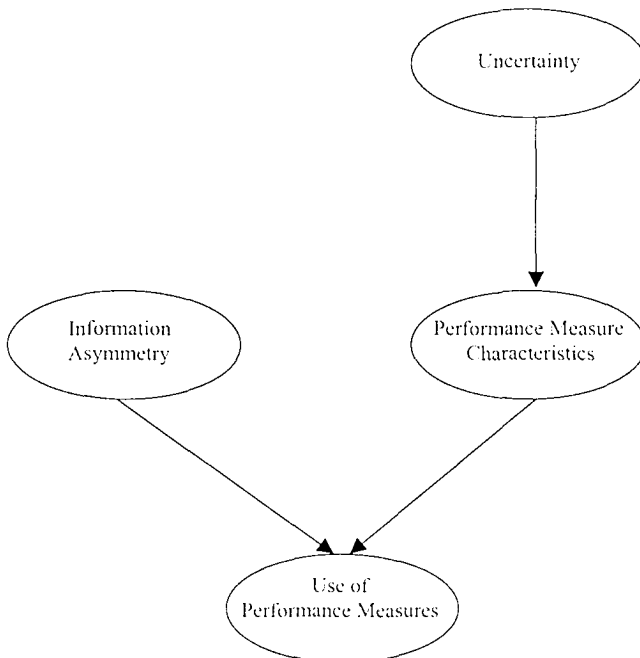 Uncertainty
Information
Asymmetry
Performance Measure
Characteristics
Use of
Performance Measures